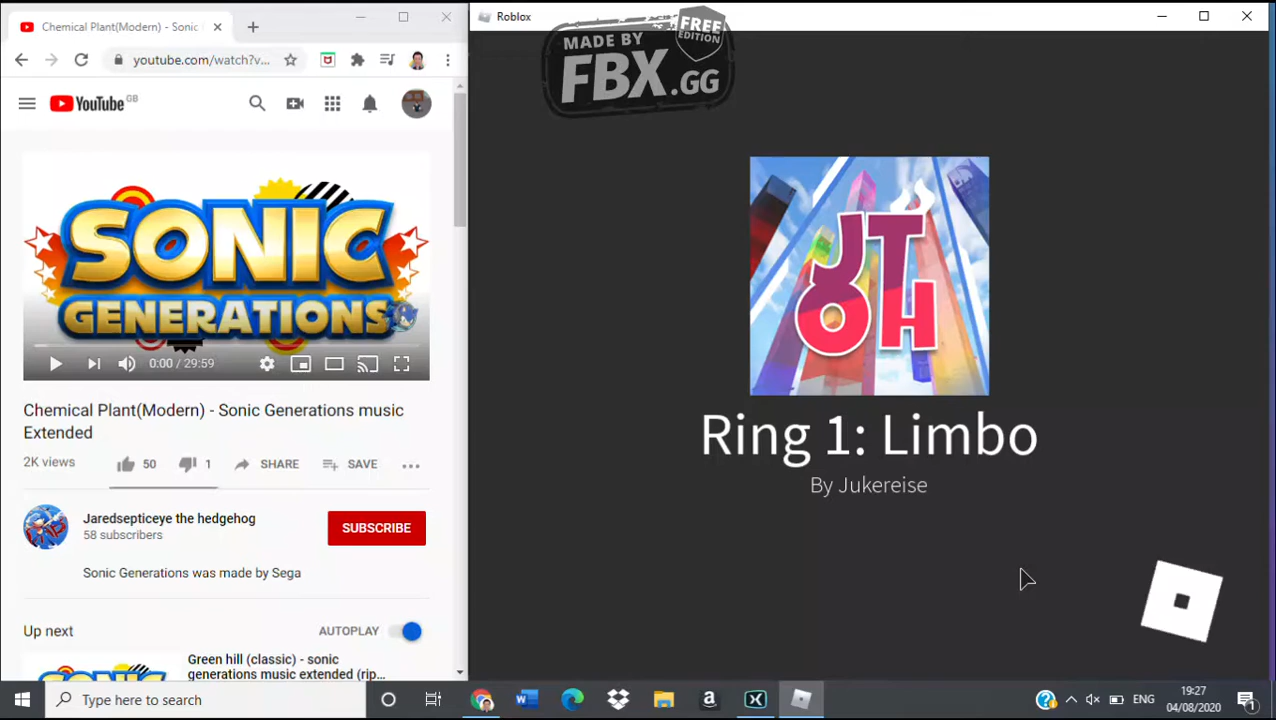 Chemical Plant(Modern) - Sonic
youtube.com/watch?v...
YouTube GB
SONIC
GENERATIONS
0:00 / 29:59
Chemical Plant(Modern) - Sonic Generations music
Extended
2K views
50
1
SHARE
SAVE
Jaredsepticeye the hedgehog
58 subscribers
SUBSCRIBE
Sonic Generations was made by Sega
Up next
AUTOPLAY
Green hill (classic) - sonic
generations music extended (rip...
Roblox
MADE BY
FBX.GG
FREE
EDITION
JT
OH
Ring 1: Limbo
By Jukereise
Type here to search
ENG
19:27
04/08/2020
1